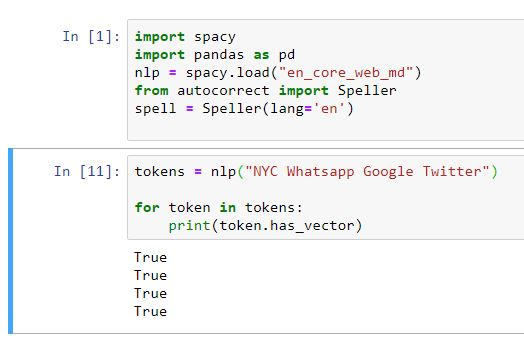 In [1]: import spacy
import pandas as pd
nlp = spacy.load("en_core_web_md")
from autocorrect import Speller
spell = Speller(lang='en')
In [11]: tokens = nlp("NYC Whatsapp Google Twitter")
for token in tokens:
    print(token.has_vector)
True
True
True
True